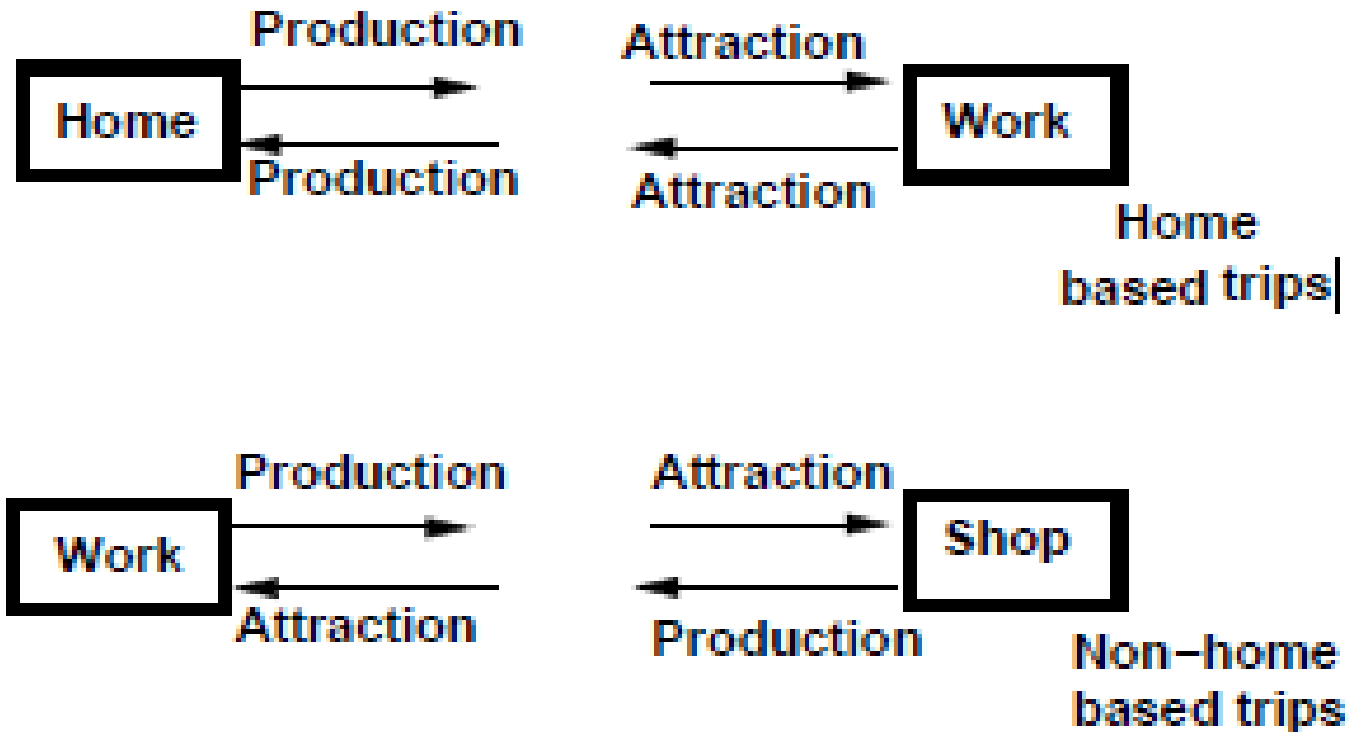 Production
Attraction
Home
Work
Production
Attraction
Home
based trips
Production
Attraction
Work
Shop
Attraction
Production
Non-home
based trips